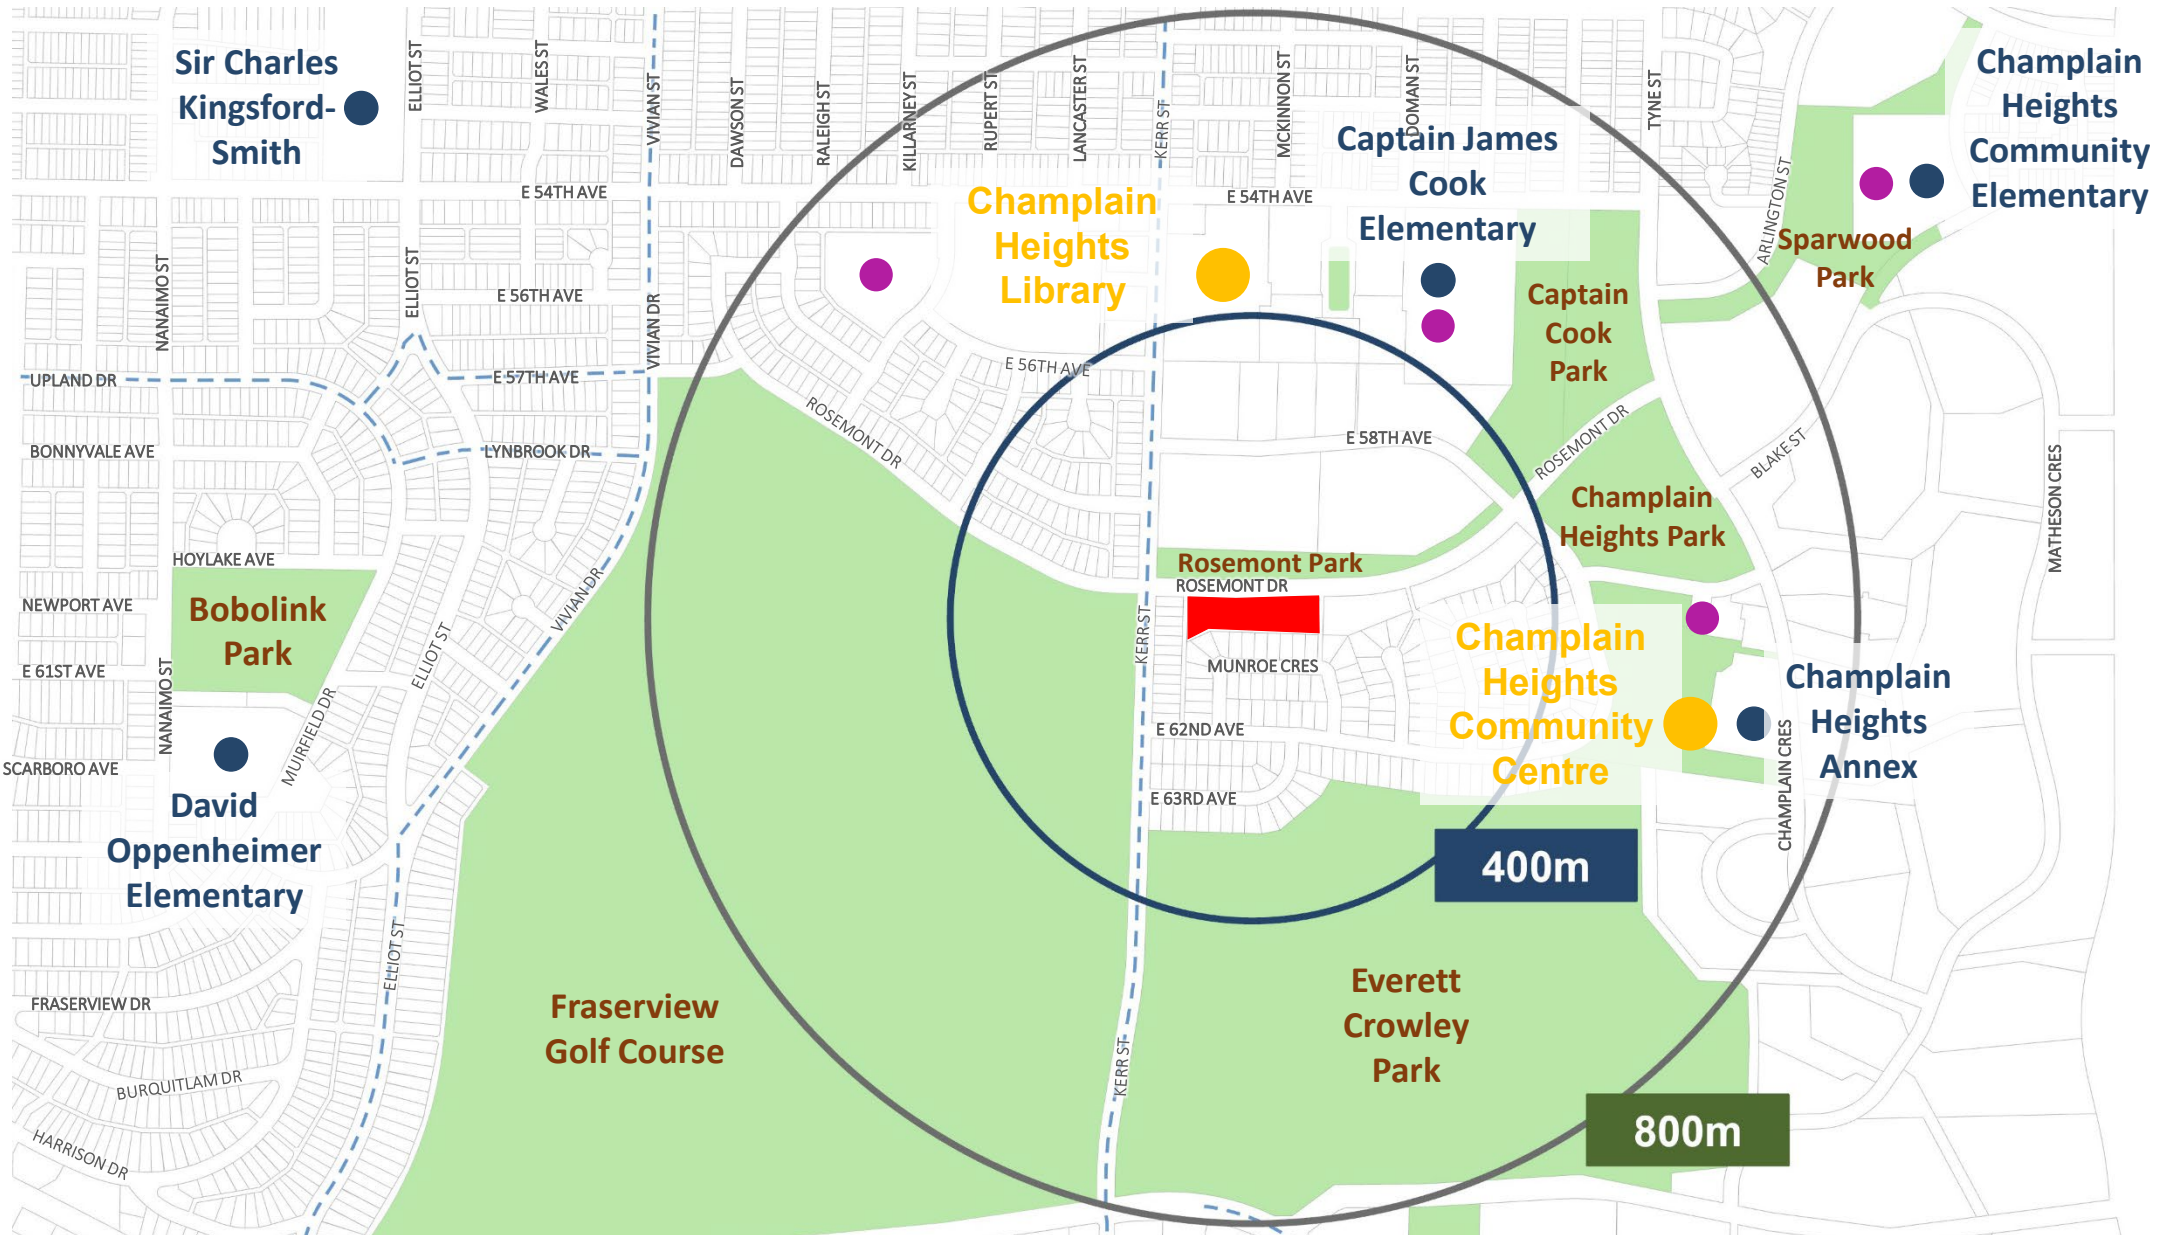 Sir Charles
Kingsford-
Smith
ELLIOT ST
WALES ST
VIVIAN ST
DAWSON ST
RALEIGH ST
KILLARNEY ST
RUPERT ST
LANCASTER ST
KERR ST
MCKINNON ST
DOMAN ST
TYNE ST
ARLINGTON ST
Champlain
Heights
Community
Elementary
Captain James
Cook
Elementary
E 54TH AVE
E 54TH AVE
Champlain
Heights
Library
Sparwood
Park
NANAIMO ST
ELLIOT ST
E 56TH AVE
VIVIAN DR
Captain
Cook
Park
UPLAND DR
E 57TH AVE
E 56TH AVE
ROSEMONT DR
E 58TH AVE
ROSEMONT DR
BLAKE ST
BONNYVALE AVE
LYNBROOK DR
MATHESON CRES
Champlain
Heights Park
HOYLAKE AVE
Rosemont Park
ROSEMONT DR
NEWPORT AVE
Bobolink
Park
VIVIAN DR
ELLIOT ST
KERR ST
E 61ST AVE
NANAIMO ST
MUIRFIELD DR
MUNROE CRES
Champlain
Heights
Community
Centre
Champlain
Heights
Annex
E 62ND AVE
CHAMPLAIN CRES
SCARBORO AVE
E 63RD AVE
David
Oppenheimer
Elementary
400m
ELLIOT ST
FRASERVIEW DR
Fraserview
Golf Course
Everett
Crowley
Park
KERR ST
BURQUITLAM DR
800m
HARRISON DR